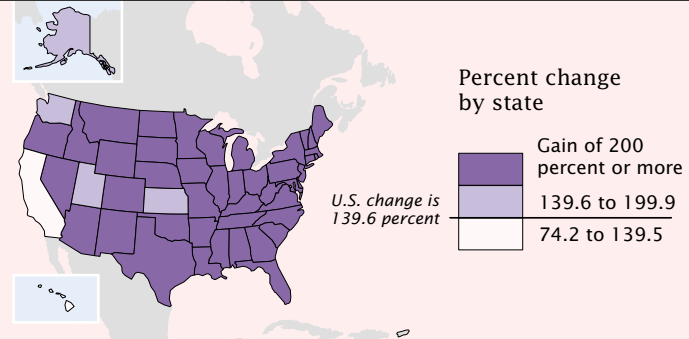 Percent change
by state
Gain of 200
percent or more
139.6 to 199.9
U.S. change is
139.6 percent
74.2 to 139.5